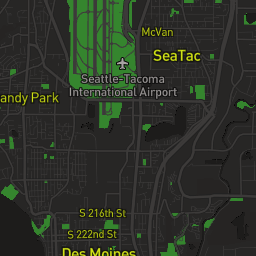 McVan
SeaTac
Seattle-Tacoma
International Airport
andy Park
S 216th St
S 222nd St
Des Moines